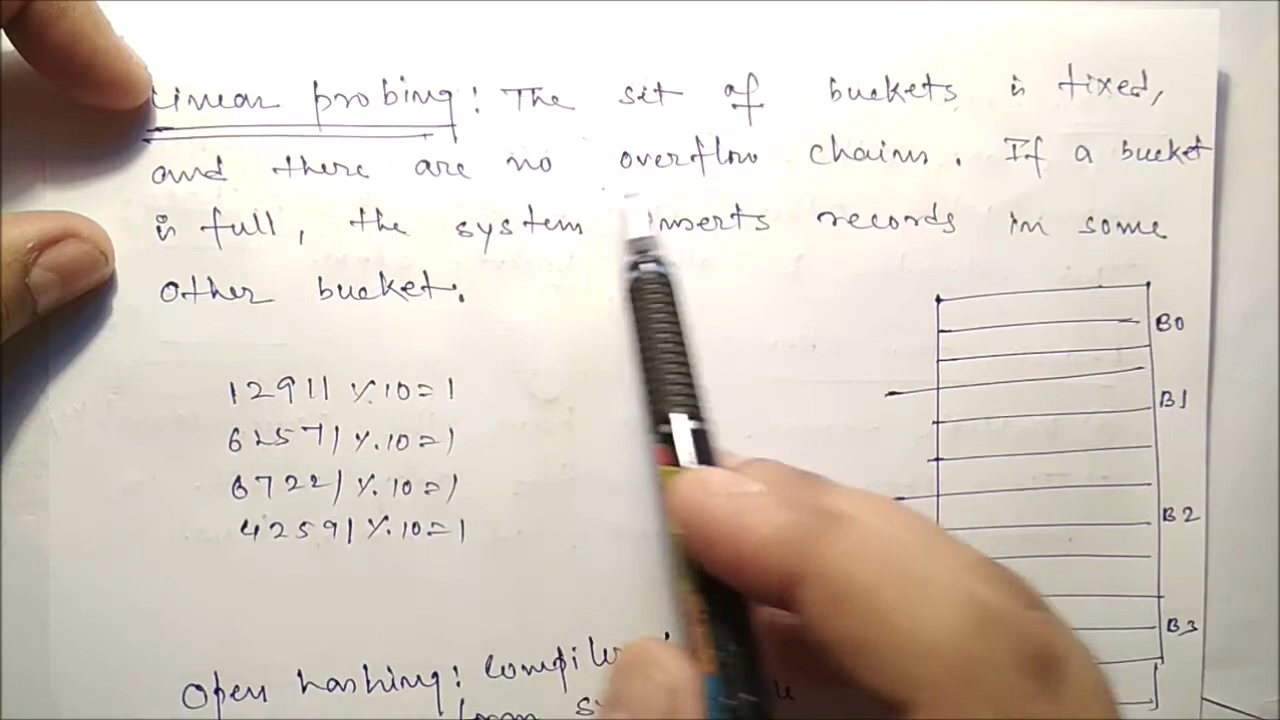 Linear probing: The set of buckets is fixed,
and there are no overflow chains. If a bucket
is full, the system inserts records in some
other bucket.
B0
12911 % 10 = 1
B1
62571 % 10 = 1
67221 % 10 = 1
B2
42591 % 10 = 1
B3
Open hashing: compiler